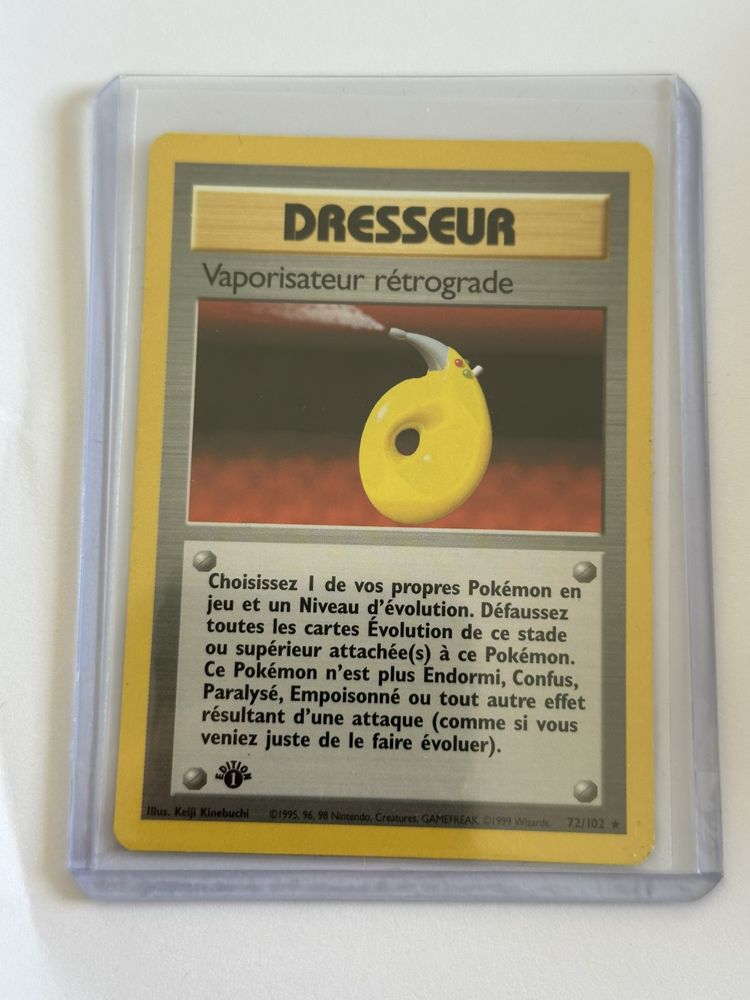 DRESSEUR
Vaporisateur rétrograde
Choisissez 1 de vos propres Pokémon en
jeu et un Niveau d'évolution. Défaussez
toutes les cartes Évolution de ce stade
ou supérieur attachée(s) à ce Pokémon.
Ce Pokémon n'est plus Endormi, Confus,
Paralysé, Empoisonné ou tout autre effet
résultant d'une attaque (comme si vous
veniez juste de le faire évoluer).
EDITION 1
Illus. Keiji Kinebuchi ©1995, 96, 98 Nintendo, Creatures, GAMEFREAK. ©1999 Wizards. 72/102 ★